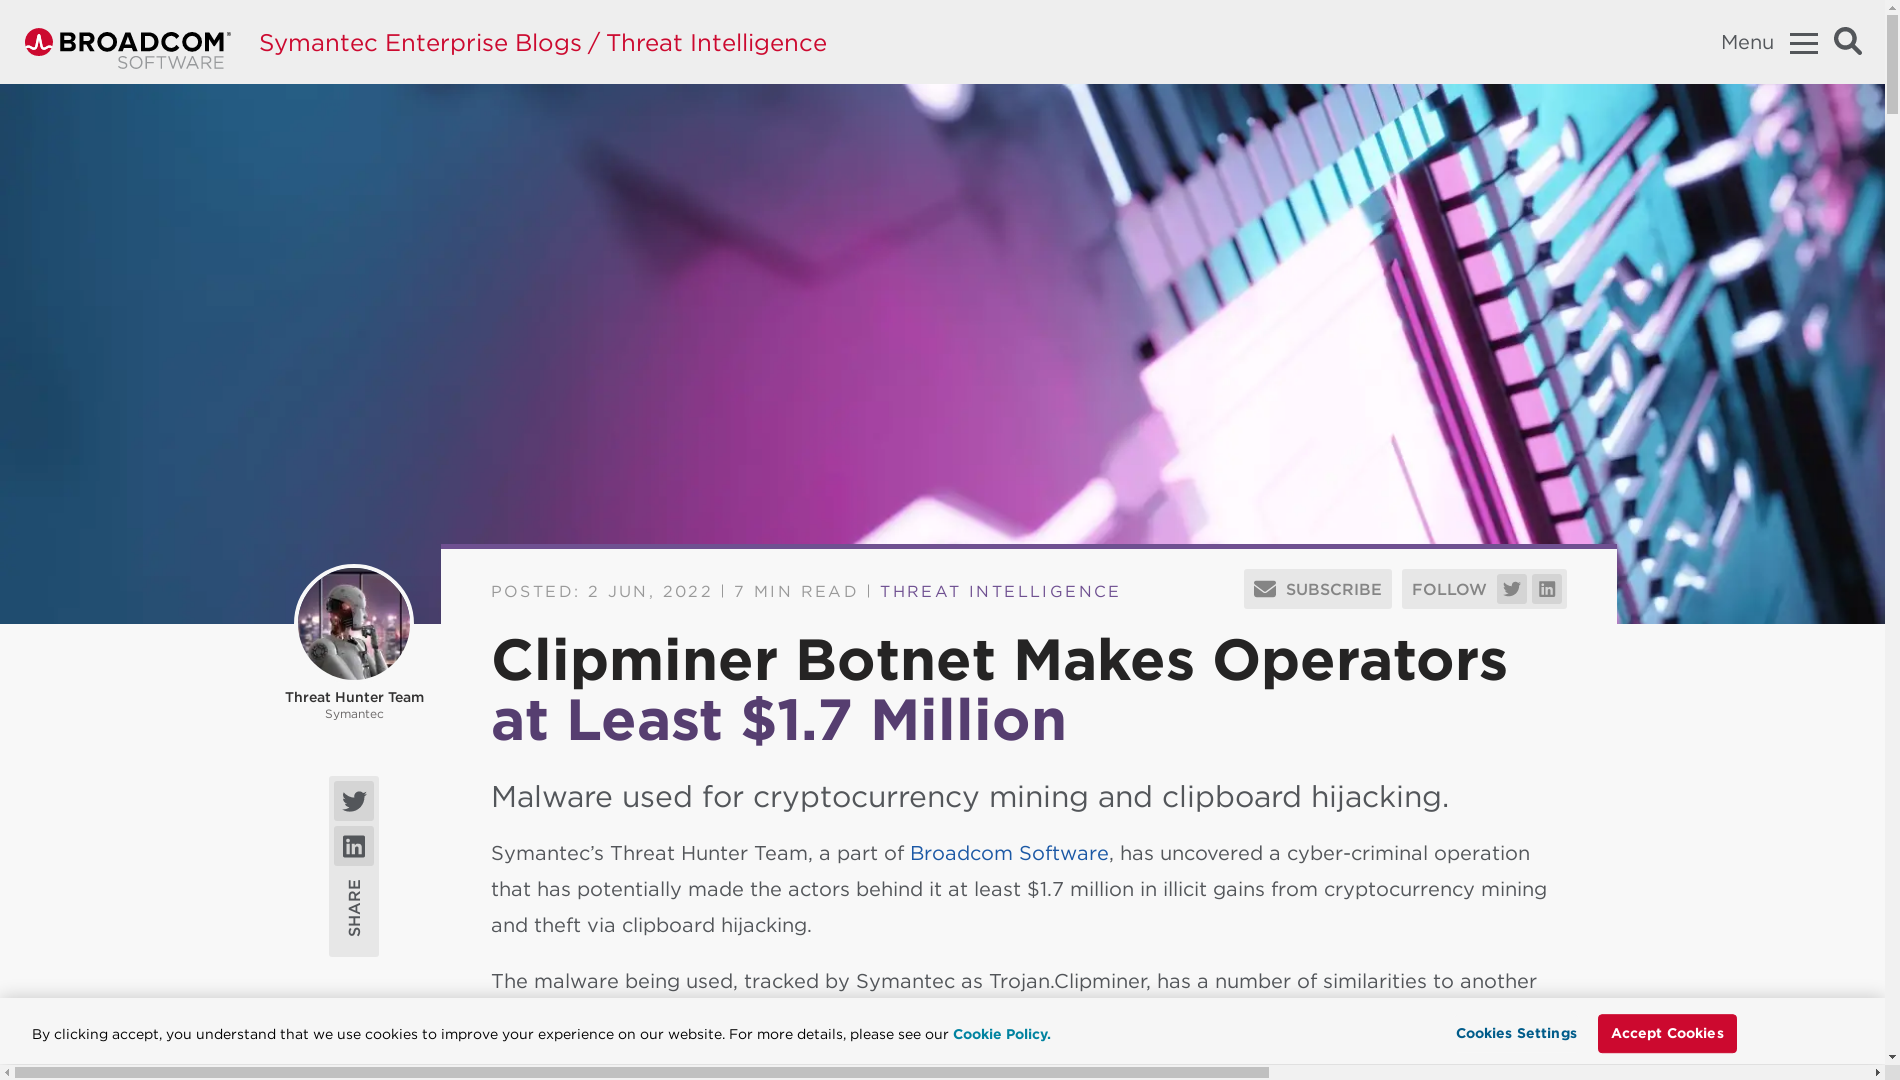 BROADCOM
SOFTWARE
Symantec Enterprise Blogs / Threat Intelligence
Menu
POSTED: 2 JUN, 2022 | 7 MIN READ | THREAT INTELLIGENCE
SUBSCRIBE
FOLLOW
Clipminer Botnet Makes Operators
at Least $1.7 Million
Threat Hunter Team
Symantec
Malware used for cryptocurrency mining and clipboard hijacking.
SHARE
Symantec’s Threat Hunter Team, a part of Broadcom Software, has uncovered a cyber-criminal operation
that has potentially made the actors behind it at least $1.7 million in illicit gains from cryptocurrency mining
and theft via clipboard hijacking.
The malware being used, tracked by Symantec as Trojan.Clipminer, has a number of similarities to another
By clicking accept, you understand that we use cookies to improve your experience on our website. For more details, please see our Cookie Policy.
Cookies Settings
Accept Cookies